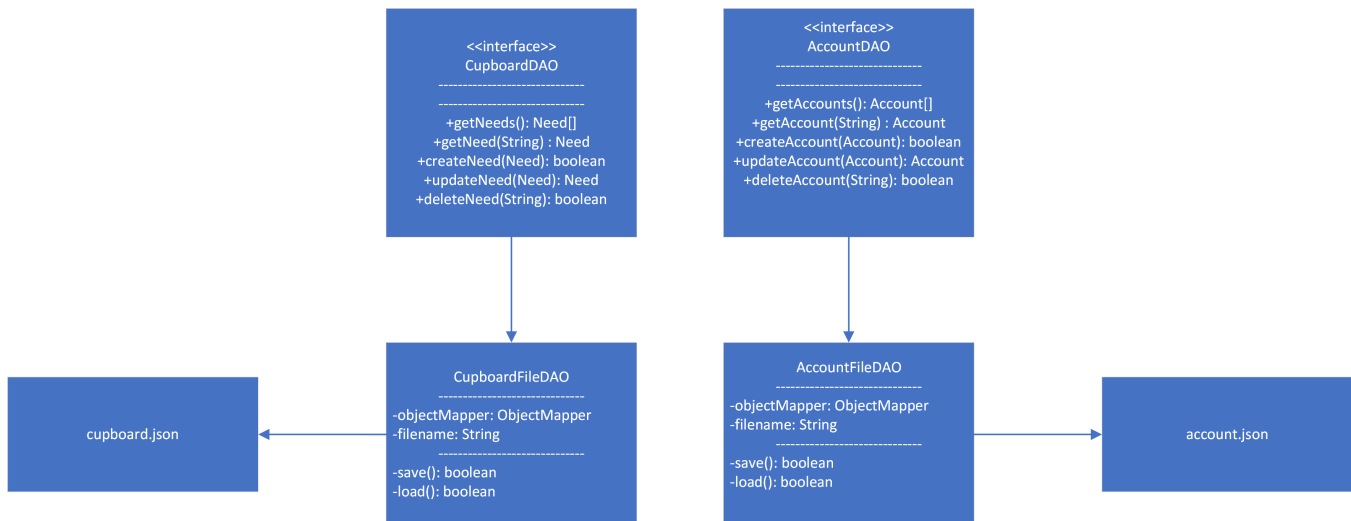 <<interface>>
CupboardDAO
------------------------------
------------------------------
+getNeeds(): Need[]
+getNeed(String) : Need
+createNeed(Need): boolean
+updateNeed(Need): Need
+deleteNeed(String): boolean
<<interface>>
AccountDAO
------------------------------
------------------------------
+getAccounts(): Account[]
+getAccount(String) : Account
+createAccount(Account): boolean
+updateAccount(Account): Account
+deleteAccount(String): boolean
cupboard.json
CupboardFileDAO
------------------------------
-objectMapper: ObjectMapper
-filename: String
------------------------------
-save(): boolean
-load(): boolean
AccountFileDAO
------------------------------
-objectMapper: ObjectMapper
-filename: String
------------------------------
-save(): boolean
-load(): boolean
account.json